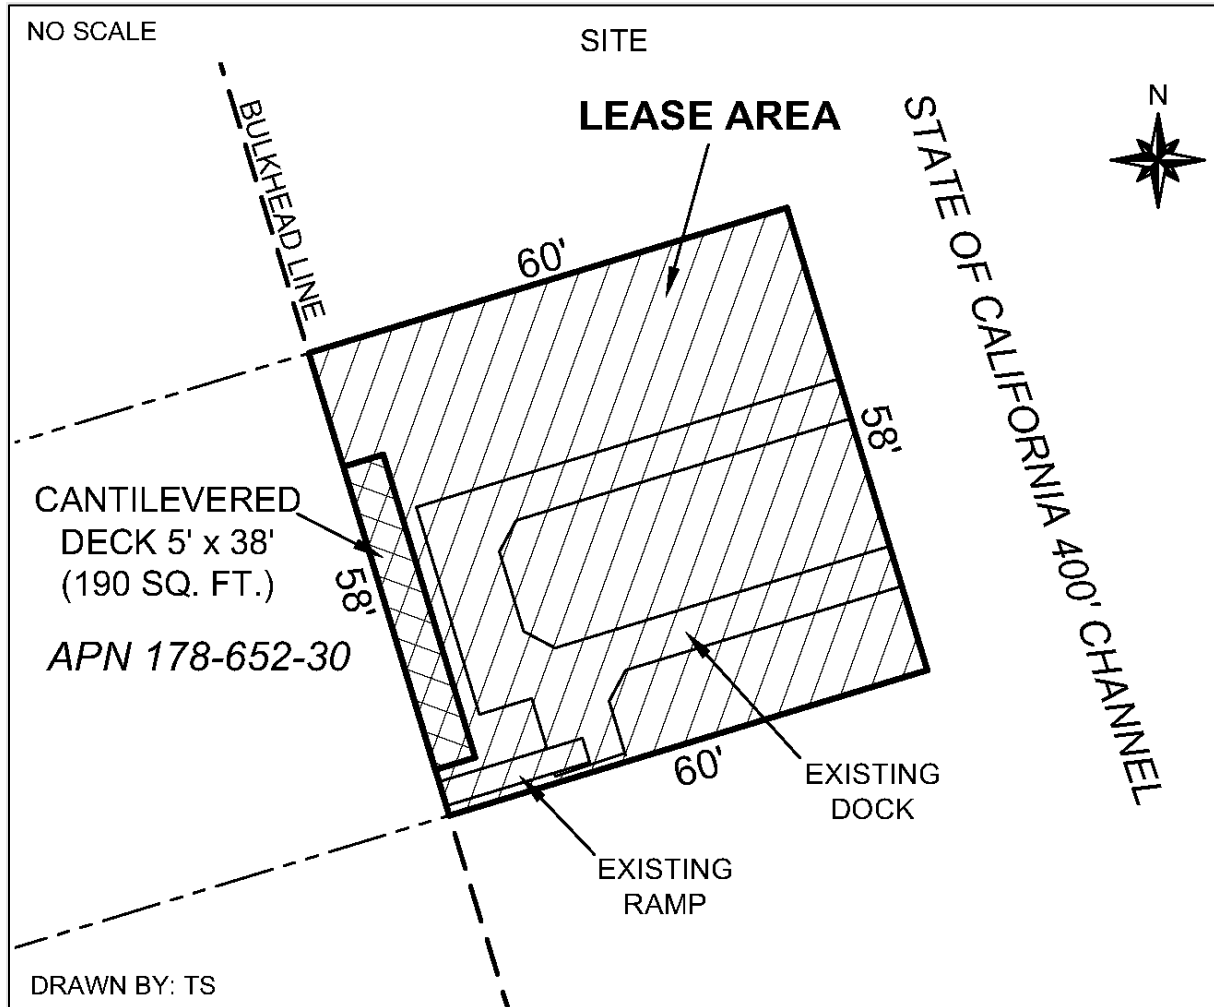 NO SCALE
SITE
LEASE AREA
N
BULKHEAD LINE
60'
STATE OF CALIFORNIA 400' CHANNEL
58'
CANTILEVERED
DECK 5' x 38'
(190 SQ. FT.)
58'
APN 178-652-30
60'
EXISTING
DOCK
EXISTING
RAMP
DRAWN BY: TS